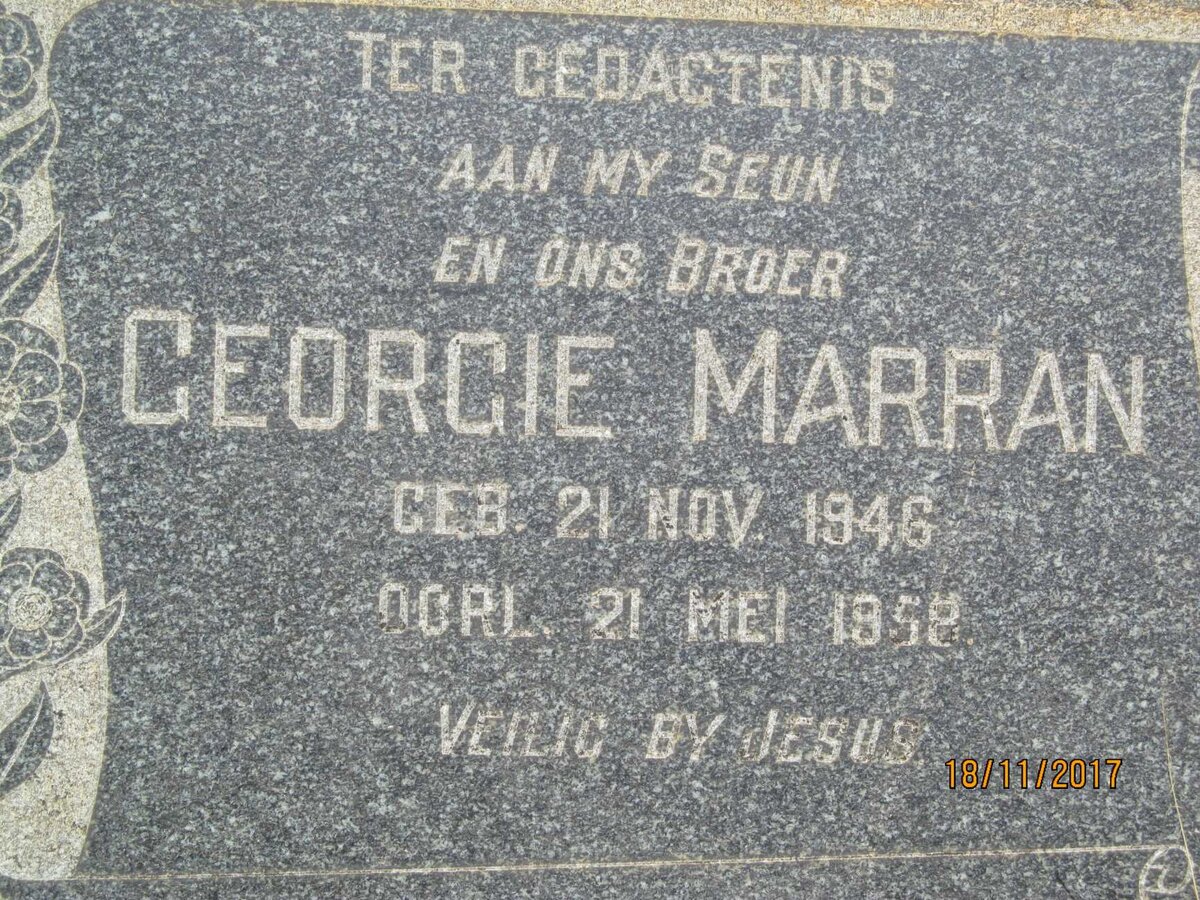 TER GEDAGTENIS
AAN MY SEUN
EN ONS BROER
GEORGIE MARRAN
GEB. 21 NOV. 1946
OORL. 21 MEI 1958.
VEILIG BY JESUS.
18/11/2017